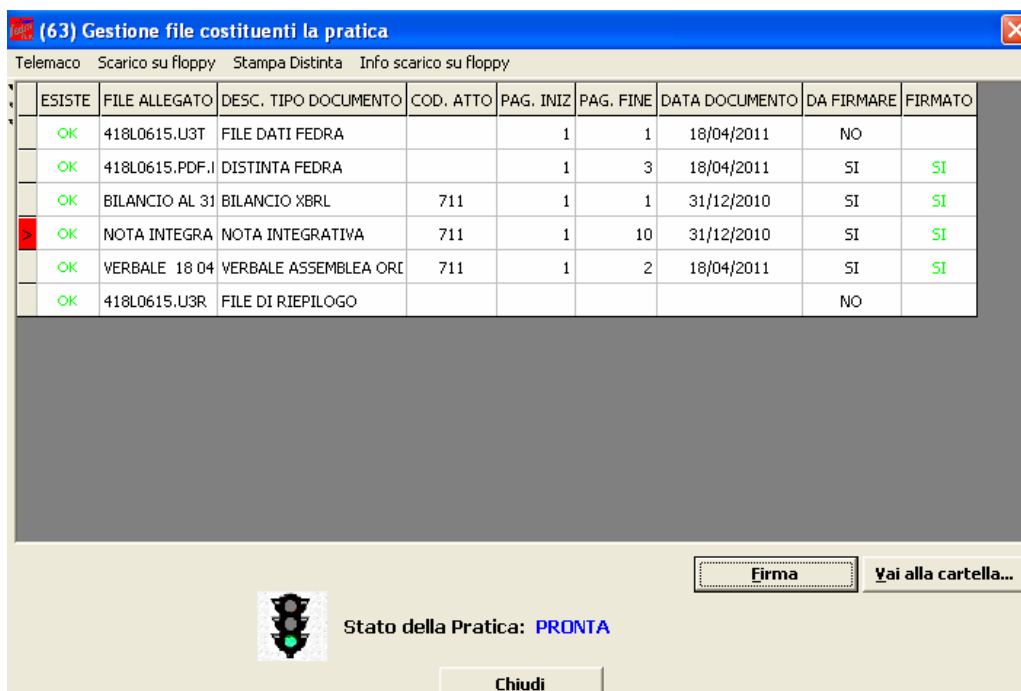 (63) Gestione file costituenti la pratica
Telemaco Scarico su floppy Stampa Distinta Info scarico su floppy
ESISTE FILE ALLEGATO DESC. TIPO DOCUMENTO COD. ATTO PAG. INIZ PAG. FINE DATA DOCUMENTO DA FIRMARE FIRMATO
OK 418L0615.U3T FILE DATI FEDRA 1 1 18/04/2011 NO
OK 418L0615.PDF. DISTINTA FEDRA 1 3 18/04/2011 SI SI
OK BILANCIO AL 31 BILANCIO XBRL 711 1 1 31/12/2010 SI SI
> OK NOTA INTEGRA NOTA INTEGRATIVA 711 1 10 31/12/2010 SI SI
OK VERBALE 18 04 VERBALE ASSEMBLEA ORD 711 1 2 18/04/2011 SI SI
OK 418L0615.U3R FILE DI RIEPILOGO NO
Firma Vai alla cartella...
Stato della Pratica: PRONTA
Chiudi